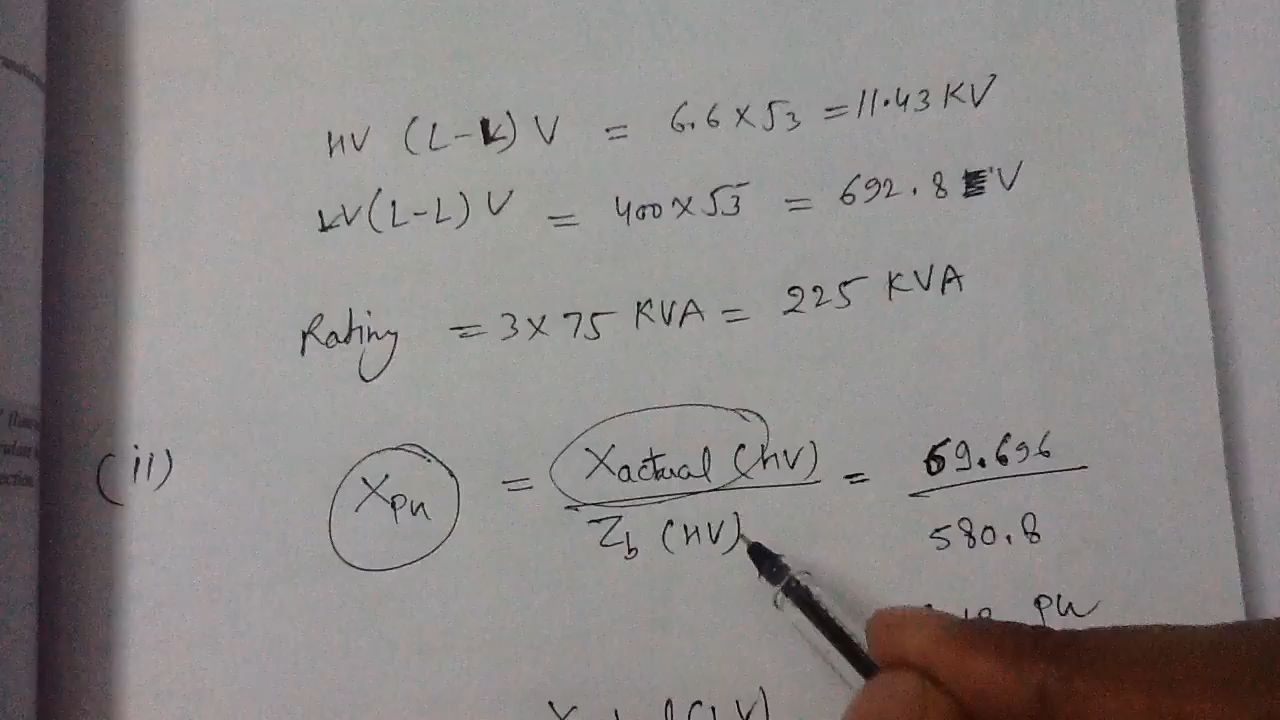 HV (L-L) V = 6.6 × √3 = 11.43 KV
LV (L-L) V = 400 × √3 = 692.8 V
Rating = 3 × 75 KVA = 225 KVA
(ii) Xpu = Xactual (hv) / Zb (HV) = 69.696 / 580.8
pu